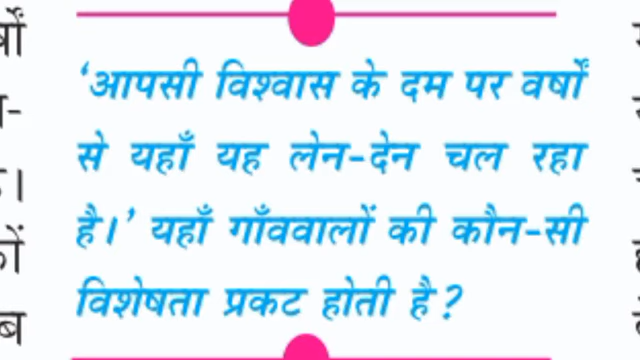 ‘आपसी विश्वास के दम पर वर्षों
से यहाँ यह लेन-देन चल रहा
है।’ यहाँ गाँववालों की कौन-सी
विशेषता प्रकट होती है?